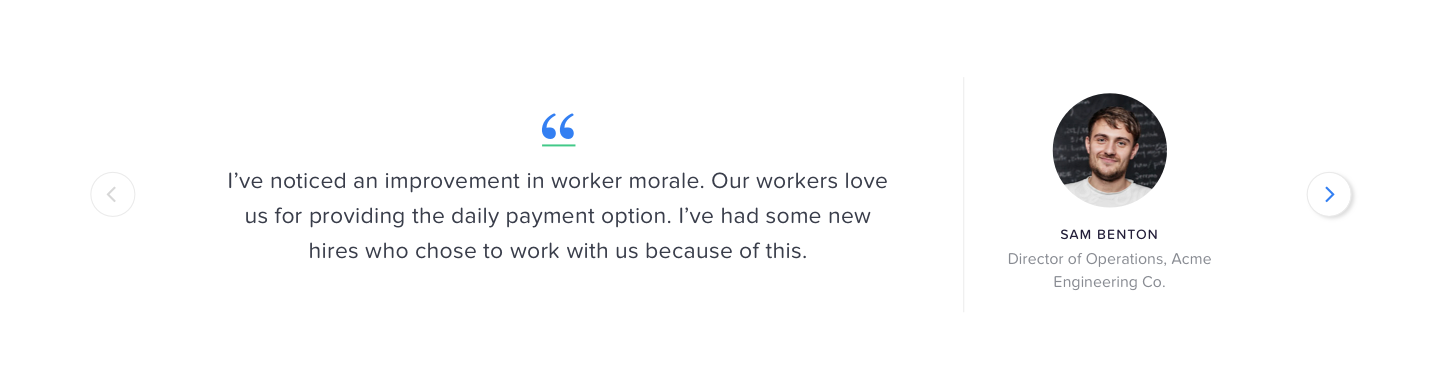 “
I’ve noticed an improvement in worker morale. Our workers love
us for providing the daily payment option. I’ve had some new
hires who chose to work with us because of this.
SAM BENTON
Director of Operations, Acme
Engineering Co.